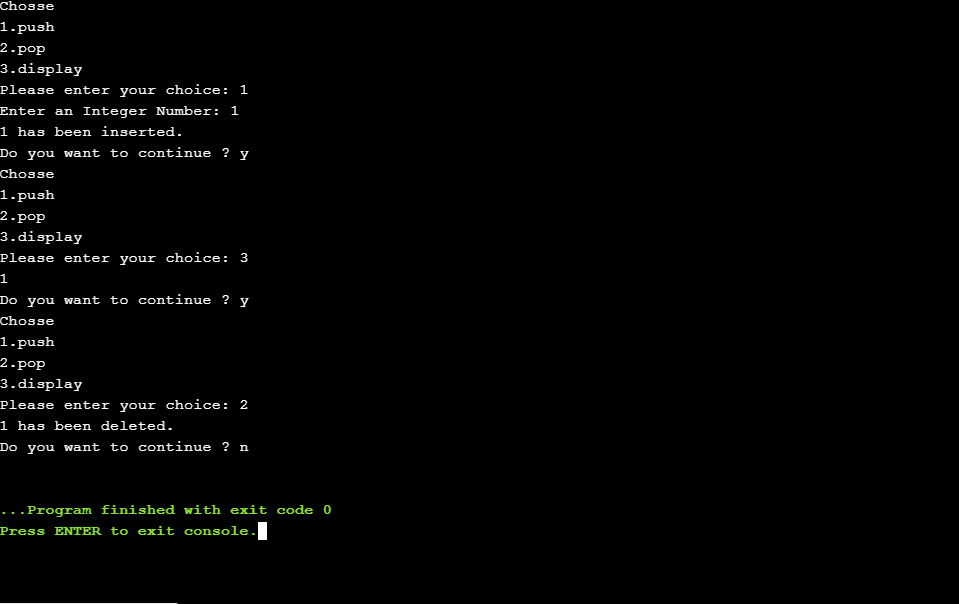 Chosse
1.push
2.pop
3.display
Please enter your choice: 1
Enter an Integer Number: 1
1 has been inserted.
Do you want to continue ? y
Chosse
1.push
2.pop
3.display
Please enter your choice: 3
1
Do you want to continue ? y
Chosse
1.push
2.pop
3.display
Please enter your choice: 2
1 has been deleted.
Do you want to continue ? n
...Program finished with exit code 0
Press ENTER to exit console.